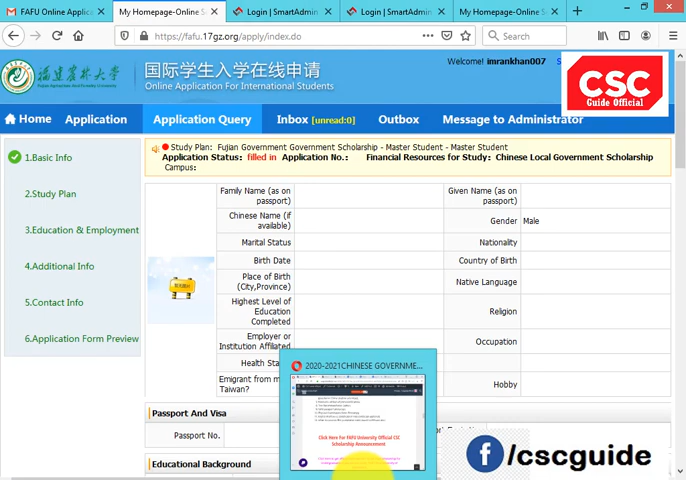 FAFU Online Applic
My Homepage-Online S
Login | SmartAdmin
Login | SmartAdmin
My Homepage-Online S
https://fafu.17gz.org/apply/index.do
Search
福建農林大學
Fujian Agriculture And Forestry University
国际学生入学在线申请
Online Application For International Students
Welcome! imrankhan007
CSC
Guide Official
Home
Application
Application Query
Inbox [unread:0]
Outbox
Message to Administrator
1.Basic Info
2.Study Plan
3.Education & Employment
4.Additional Info
5.Contact Info
6.Application Form Preview
Study Plan: Fujian Government Government Scholarship - Master Student - Master Student
Application Status: filled in Application No.: Financial Resources for Study: Chinese Local Government Scholarship
Campus:
Family Name (as on passport)
Given Name (as on passport)
Chinese Name (if available)
Gender Male
Marital Status
Nationality
Birth Date
Country of Birth
Place of Birth (City,Province)
Native Language
Highest Level of Education Completed
Religion
Employer or Institution Affiliated
Occupation
Health Sta
Emigrant from m
Taiwan?
Hobby
2020-2021CHINESE GOVERNME...
Click Here For FAFU University Official CSC
Scholarship Announcement
Passport And Visa
Passport No.
Educational Background
/cscguide